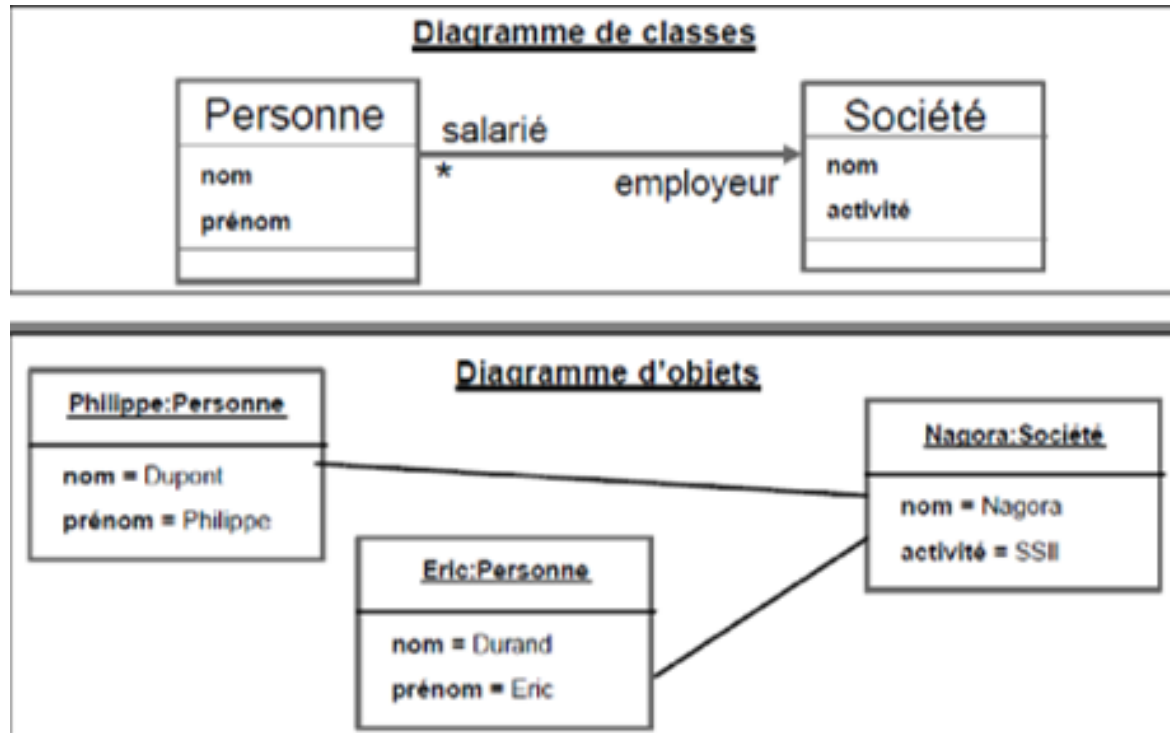 Diagramme de classes
Personne
nom
prénom
salarié
*
employeur
Société
nom
activité
Diagramme d'objets
Philippe:Personne
nom = Dupont
prénom = Philippe
Eric:Personne
nom = Durand
prénom = Eric
Nagora:Société
nom = Nagora
activité = SSII